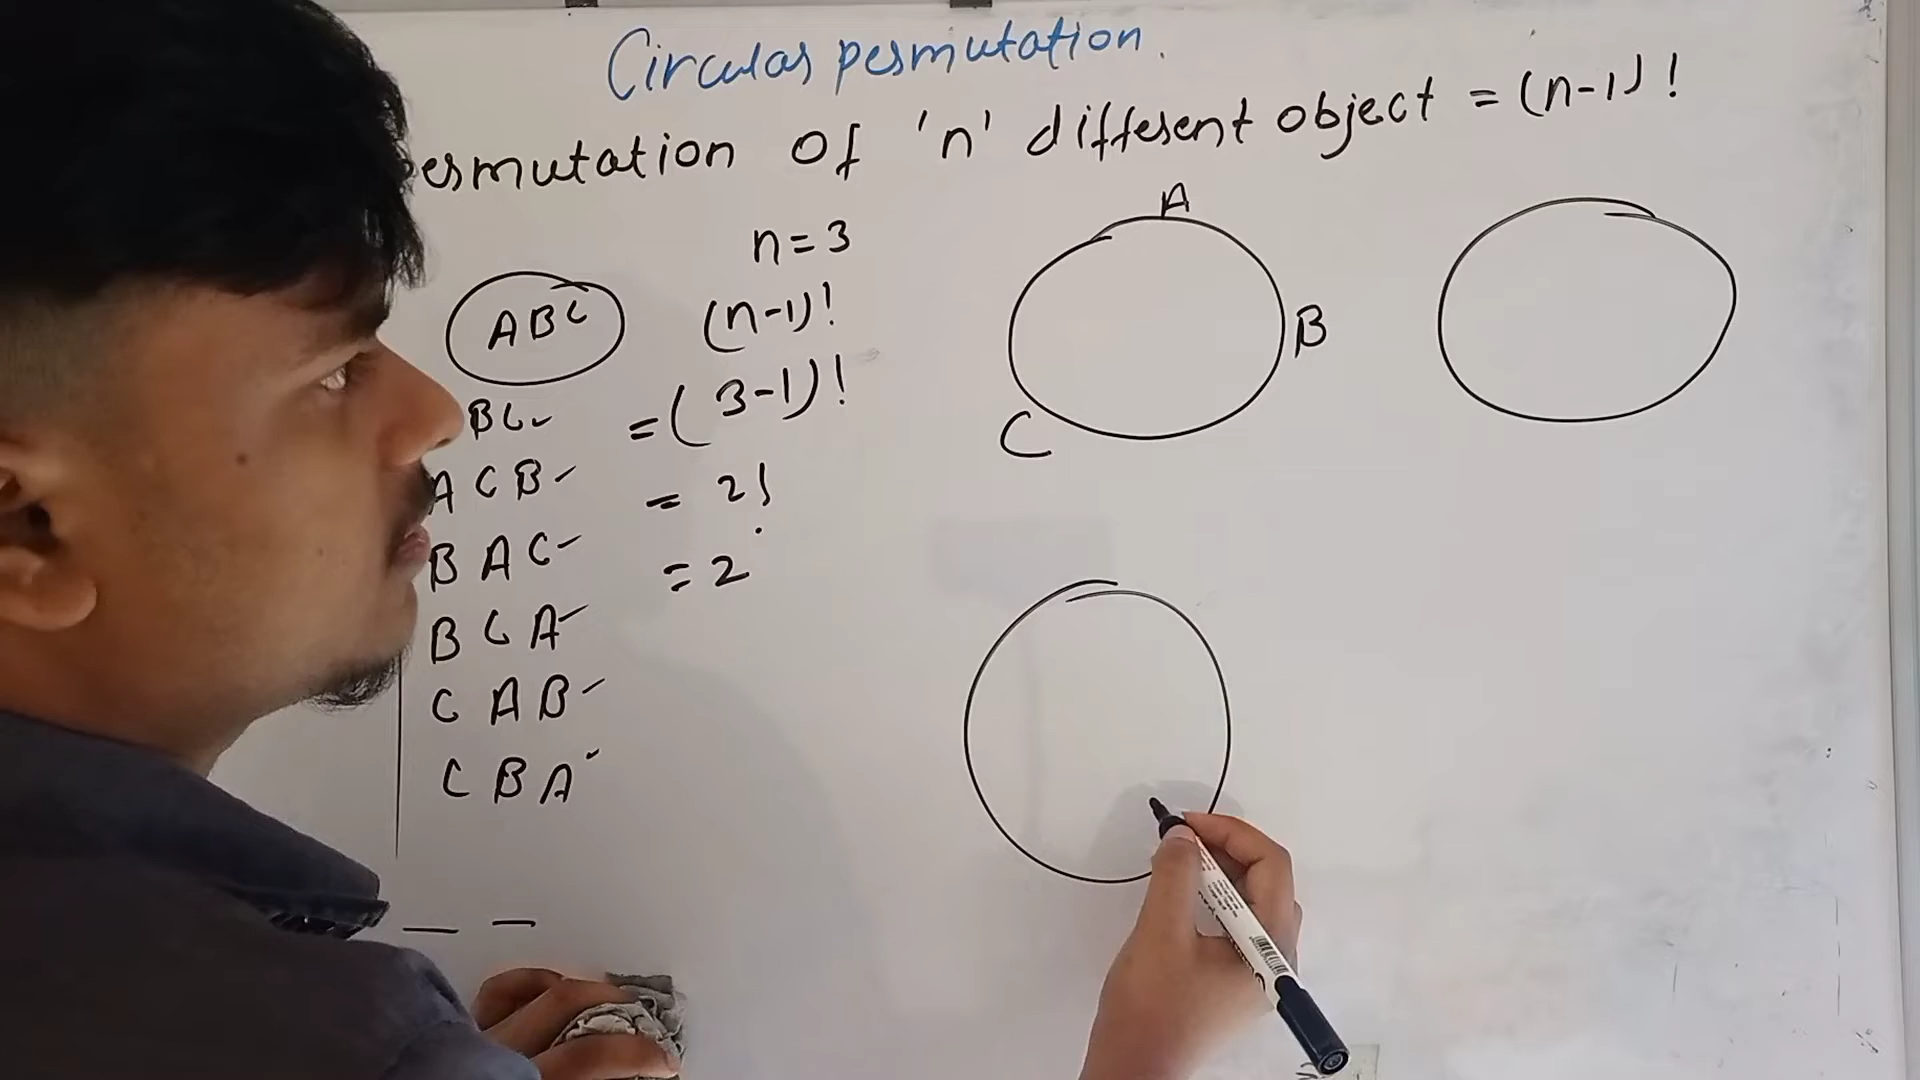 Circular permutation.
ermutation of 'n' different object = (n-1)!
n=3
A
ABC
(n-1)!
B
BC
= (3-1)!
C
ACB
= 2!
BAC
= 2
BCA
CAB
CBA